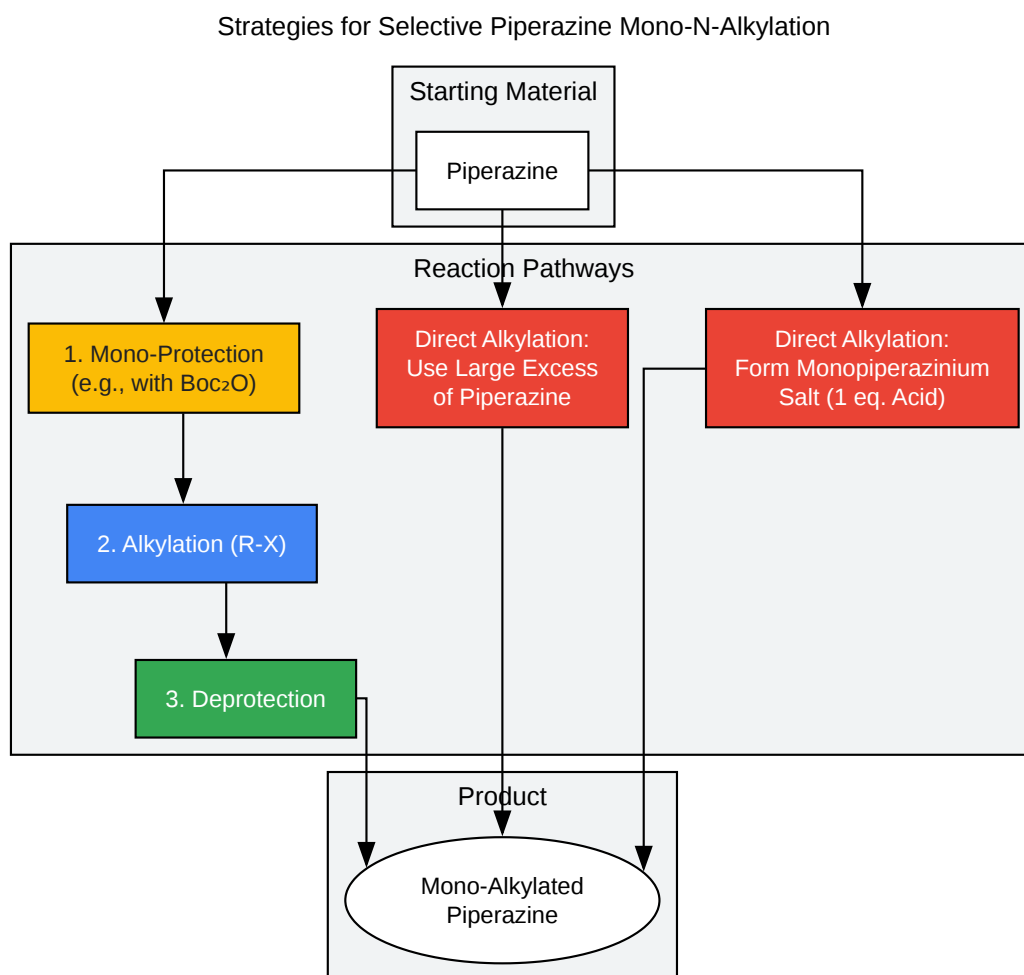 Strategies for Selective Piperazine Mono-N-Alkylation
Starting Material
Piperazine
Reaction Pathways
1. Mono-Protection
(e.g., with Boc₂O)
Direct Alkylation:
Use Large Excess
of Piperazine
Direct Alkylation:
Form Monopiperazinium
Salt (1 eq. Acid)
2. Alkylation (R-X)
3. Deprotection
Product
Mono-Alkylated
Piperazine